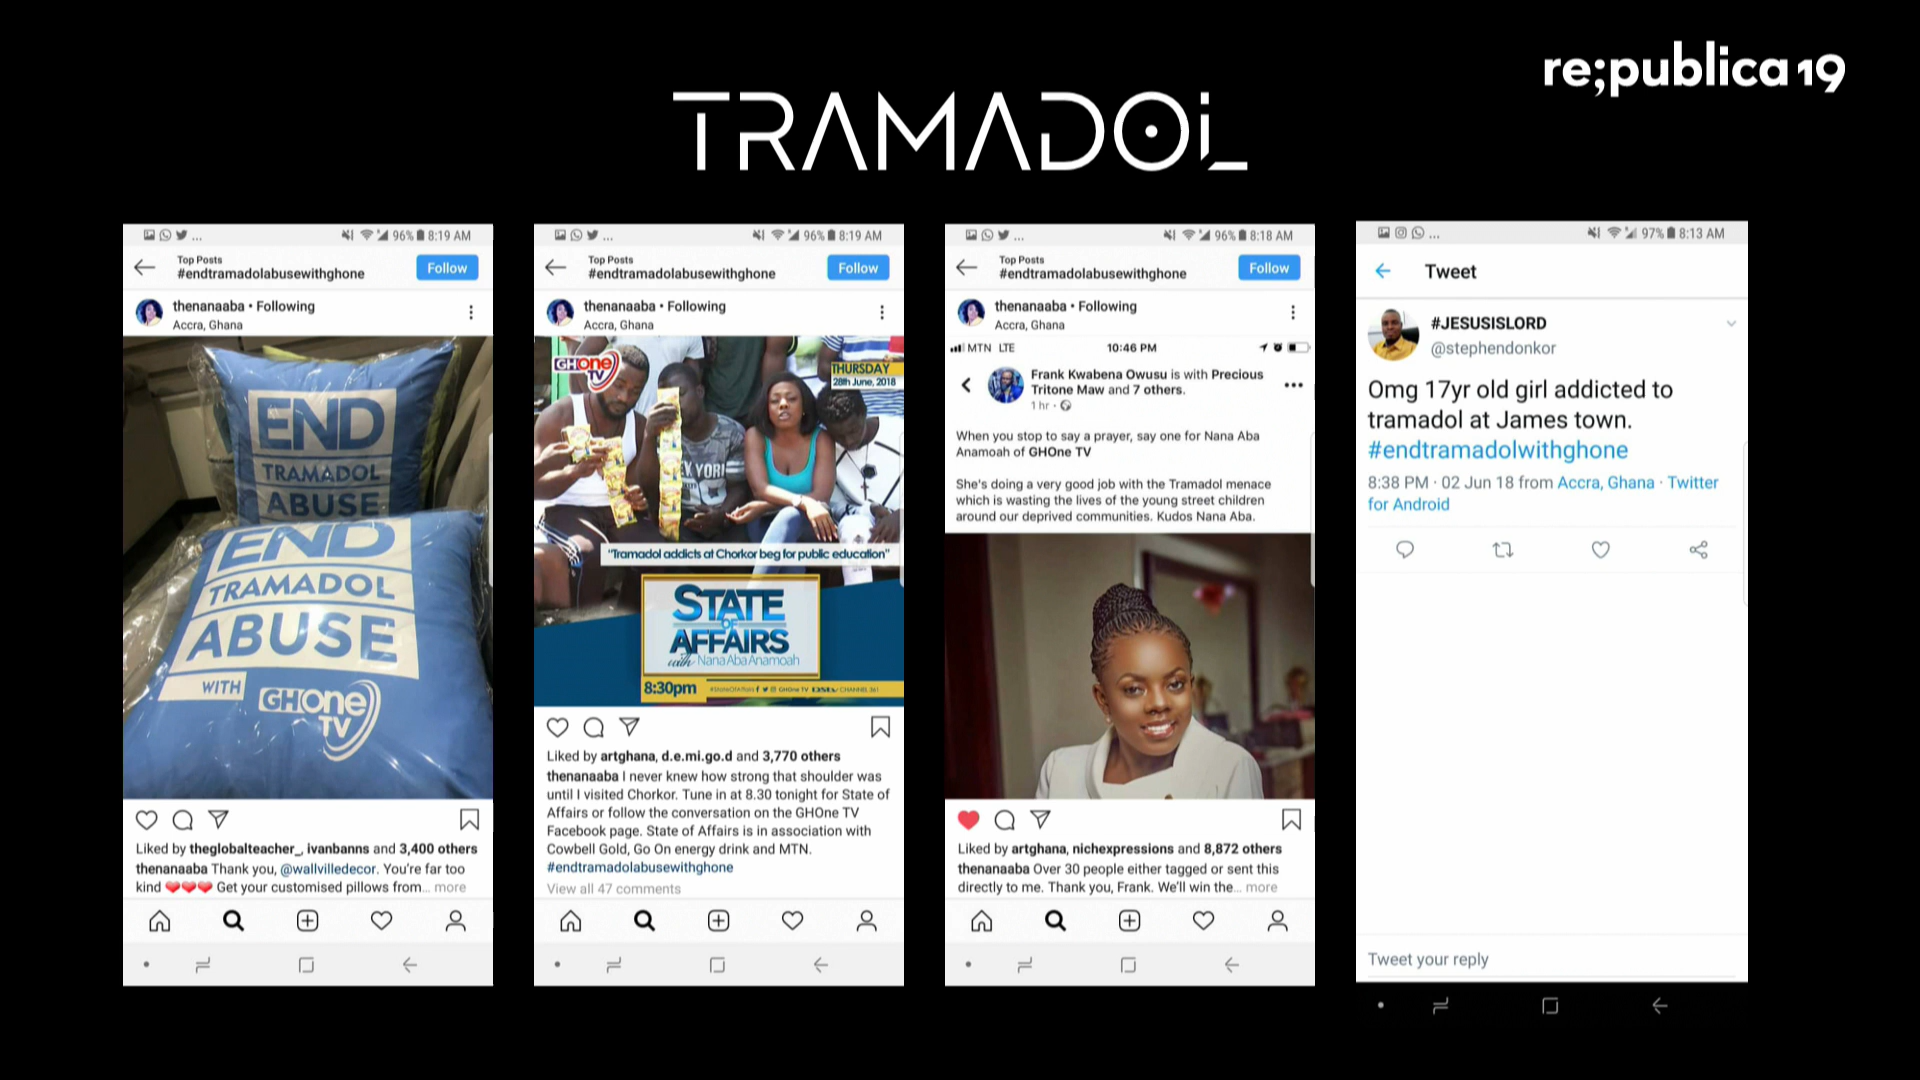 re;publica 19
TRAMADOL
... 96% 8:19 AM
Top Posts
#endtramadolabusewithghone
Follow
thenanaaba • Following
Accra, Ghana
END
TRAMADOL
ABUSE
END
TRAMADOL
ABUSE
WITH GHOne TV
Liked by theglobalteacher_, ivanbanns and 3,400 others
thenanaaba Thank you, @wallvilledecor. You're far too
kind ❤❤❤ Get your customised pillows from... more
... 96% 8:19 AM
Top Posts
#endtramadolabusewithghone
Follow
thenanaaba • Following
Accra, Ghana
GHOne TV
THURSDAY
28th June, 2018
"Tramadol addicts at Chorkor beg for public education"
STATE
OF
AFFAIRS
with Nana Aba Anamoah
8:30pm #StateOfAffairs GHOne TV DStv CHANNEL 361
Liked by artghana, d.e.mi.go.d and 3,770 others
thenanaaba I never knew how strong that shoulder was
until I visited Chorkor. Tune in at 8.30 tonight for State of
Affairs or follow the conversation on the GHOne TV
Facebook page. State of Affairs is in association with
Cowbell Gold, Go On energy drink and MTN.
#endtramadolabusewithghone
View all 47 comments
... 96% 8:18 AM
Top Posts
#endtramadolabusewithghone
Follow
thenanaaba • Following
Accra, Ghana
MTN LTE 10:46 PM
Frank Kwabena Owusu is with Precious
Tritone Maw and 7 others.
1 hr ·
When you stop to say a prayer, say one for Nana Aba
Anamoah of GHOne TV
She's doing a very good job with the Tramadol menace
which is wasting the lives of the young street children
around our deprived communities. Kudos Nana Aba.
Liked by artghana, nichexpressions and 8,872 others
thenanaaba Over 30 people either tagged or sent this
directly to me. Thank you, Frank. We'll win the... more
... 97% 8:13 AM
Tweet
#JESUSISLORD
@stephendonkor
Omg 17yr old girl addicted to
tramadol at James town.
#endtramadolwithghone
8:38 PM · 02 Jun 18 from Accra, Ghana · Twitter
for Android
Tweet your reply